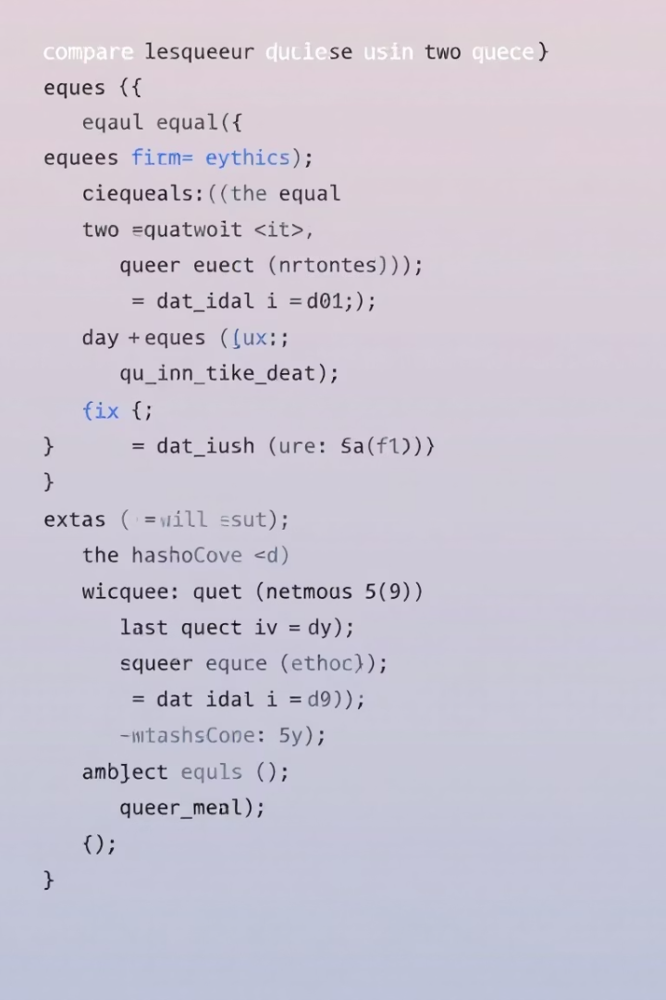 compare lesqueeur duciese usin two quece}
eques ({
eqaul equal({
equees firm= eythics);
ciequeals:((the equal
two =quatwoit <it>,
queer euect (nrtontes)));
= dat_idal i =d01;);
day +eques ({ux:;
qu_inn_tike_deat);
{ix {;
} = dat_iush (ure: Sa(f1))}
}
extas ( =will =sut);
the hashoCove <d)
wicquee: quet (netmous 5(9))
last quect iv = dy);
squeer equce (ethoc});
= dat idal i =d9));
-mtashsCone: 5y);
ambject equls ();
queer_meal);
{);
}